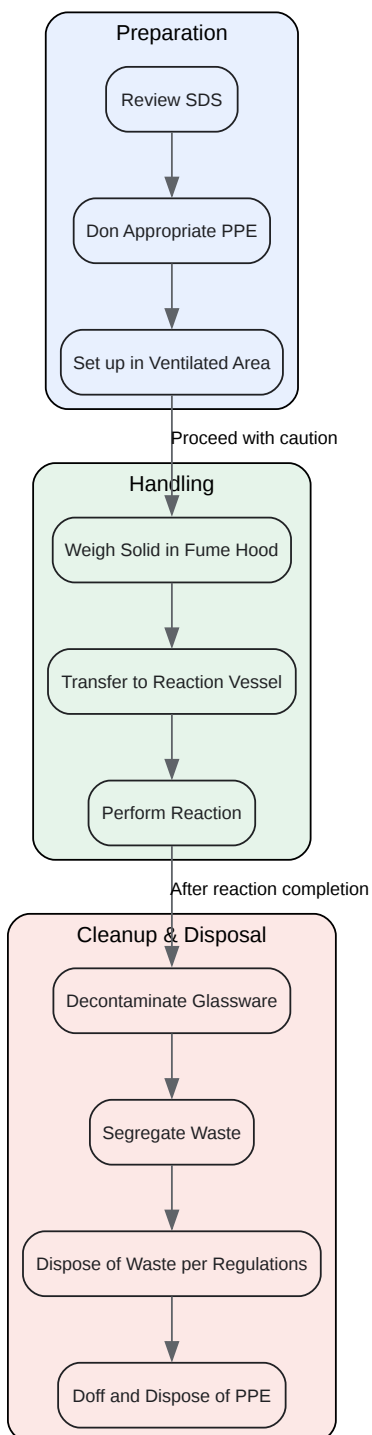 Preparation
Review SDS
Don Appropriate PPE
Set up in Ventilated Area
Proceed with caution
Handling
Weigh Solid in Fume Hood
Transfer to Reaction Vessel
Perform Reaction
After reaction completion
Cleanup & Disposal
Decontaminate Glassware
Segregate Waste
Dispose of Waste per Regulations
Doff and Dispose of PPE